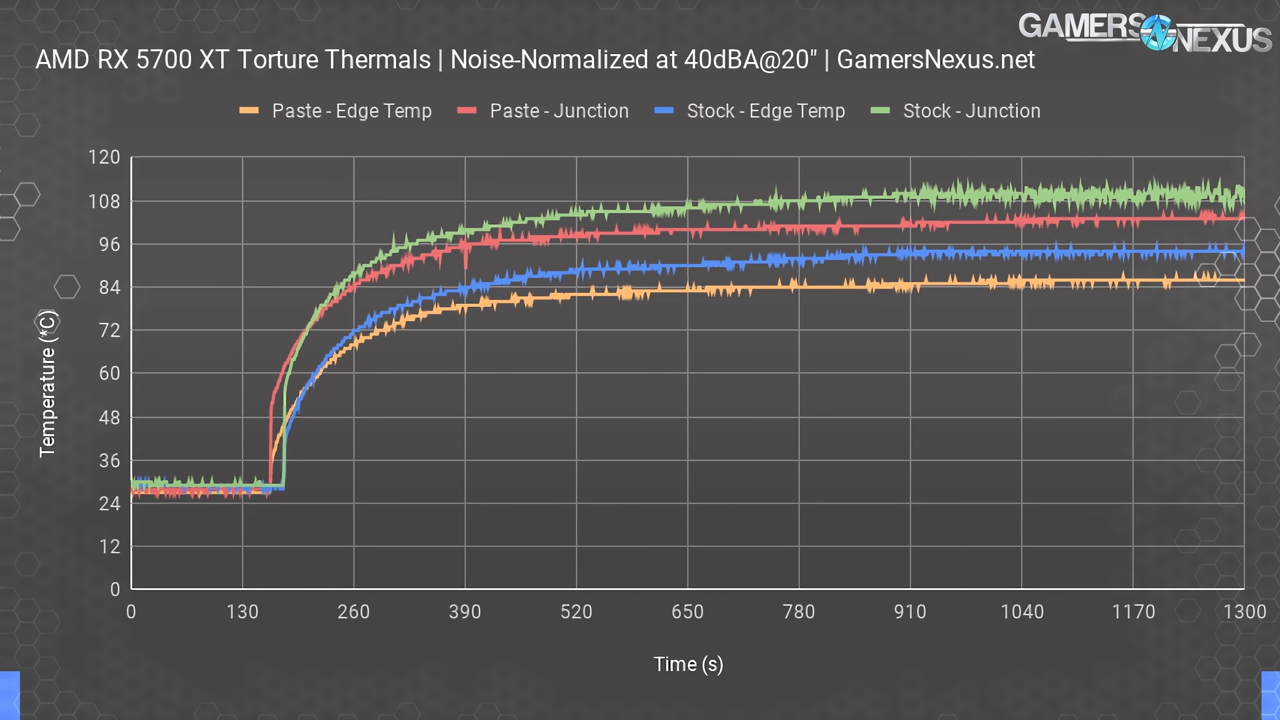 GAMERS NEXUS
AMD RX 5700 XT Torture Thermals | Noise-Normalized at 40dBA@20" | GamersNexus.net
Paste - Edge Temp Paste - Junction Stock - Edge Temp Stock - Junction
120
108
96
84
72
60
48
36
24
12
0
Temperature (*C)
0 130 260 390 520 650 780 910 1040 1170 1300
Time (s)